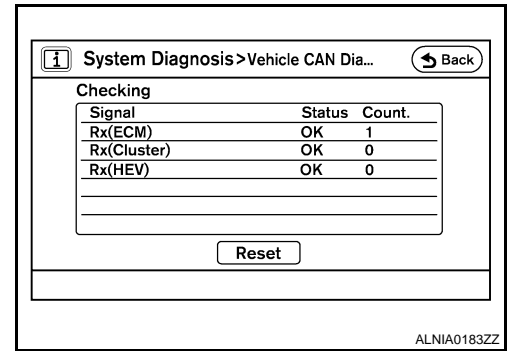 i System Diagnosis>Vehicle CAN Dia... Back
Checking
Signal Status Count.
Rx(ECM) OK 1
Rx(Cluster) OK 0
Rx(HEV) OK 0
Reset
ALNIA0183ZZ